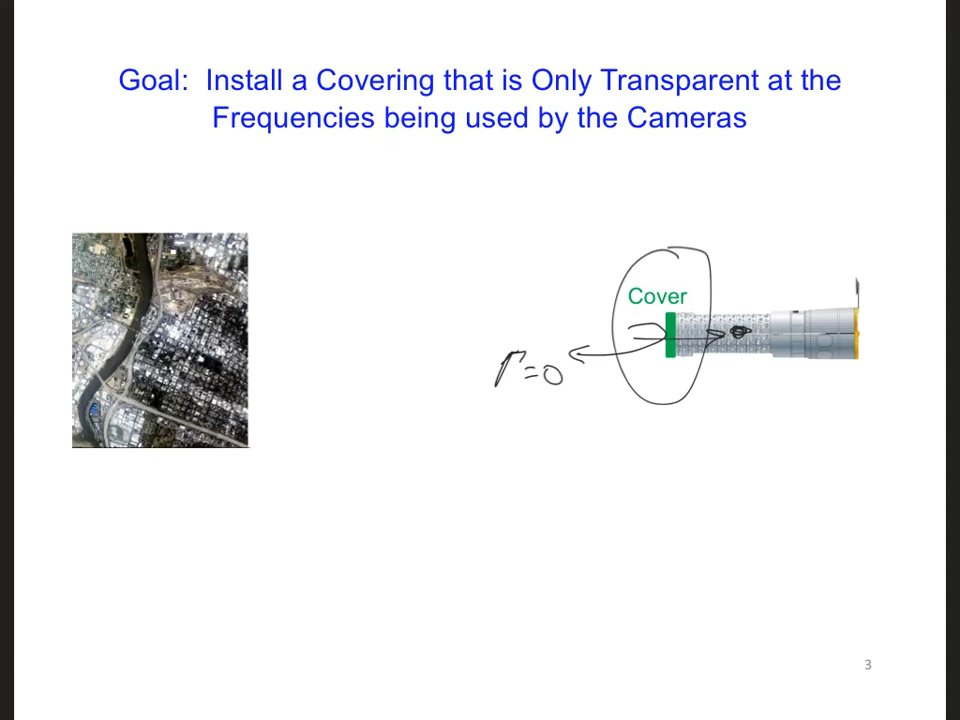 Goal: Install a Covering that is Only Transparent at the
Frequencies being used by the Cameras
Cover
Γ=0
3